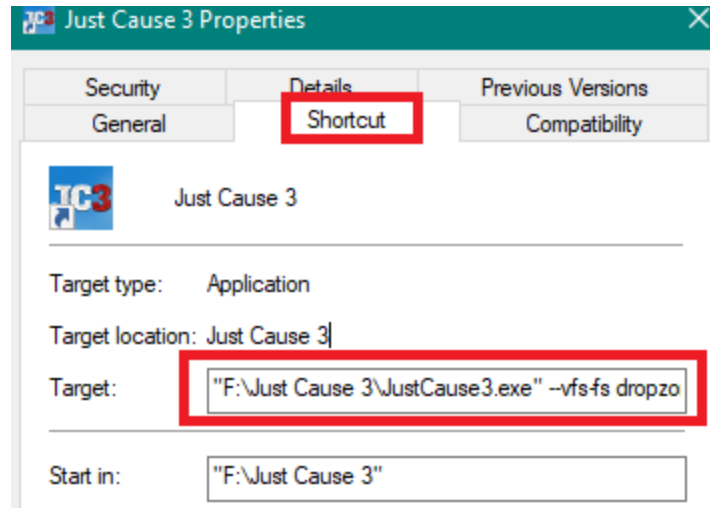 Just Cause 3 Properties
Security Details Previous Versions
General Shortcut Compatibility
JC3
Just Cause 3
Target type: Application
Target location: Just Cause 3
Target: "F:\Just Cause 3\JustCause3.exe" --vfs-fs dropzo
Start in: "F:\Just Cause 3"